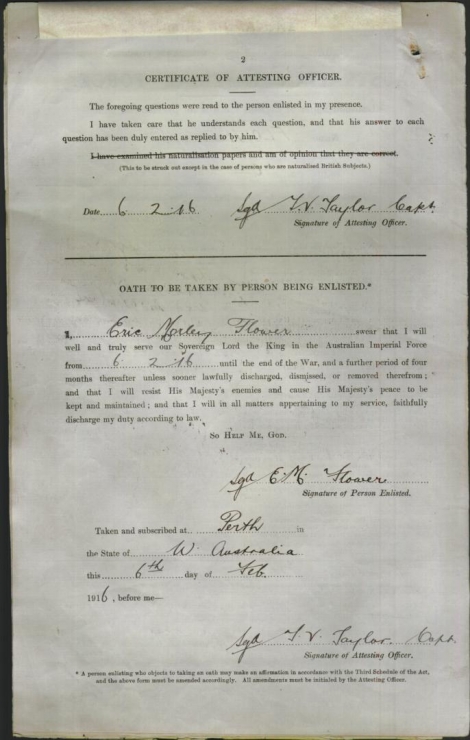 2
CERTIFICATE OF ATTESTING OFFICER.
The foregoing questions were read to the person enlisted in my presence.
I have taken care that he understands each question, and that his answer to each
question has been duly entered as replied to by him.
I have examined his naturalisation papers and am of opinion that they are correct.
(This to be struck out except in the case of persons who are naturalised British Subjects.)
Date 6 2.16 Sgd T.V. Taylor Capt.
Signature of Attesting Officer.
OATH TO BE TAKEN BY PERSON BEING ENLISTED.*
I, Eric Morley Flower swear that I will
well and truly serve our Sovereign Lord the King in the Australian Imperial Force
from 6. 2 16 until the end of the War, and a further period of four
months thereafter unless sooner lawfully discharged, dismissed, or removed therefrom;
and that I will resist His Majesty's enemies and cause His Majesty's peace to be
kept and maintained; and that I will in all matters appertaining to my service, faithfully
discharge my duty according to law.
SO HELP ME, GOD.
Sgd E.M. Flower
Signature of Person Enlisted.
Taken and subscribed at Perth in
the State of W. Australia
this 6th day of Feb.
1916, before me—
Sgd T.V. Taylor. Capt.
Signature of Attesting Officer.
* A person enlisting who objects to taking an oath may make an affirmation in accordance with the Third Schedule of the Act,
and the above form must be amended accordingly. All amendments must be initialed by the Attesting Officer.